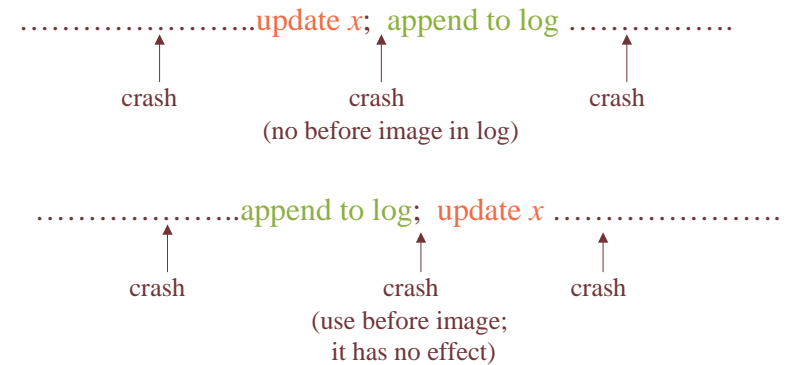 …………………..update x; append to log …………….
crash crash crash
(no before image in log)
………………..append to log; update x ………………….
crash crash crash
(use before image;
it has no effect)